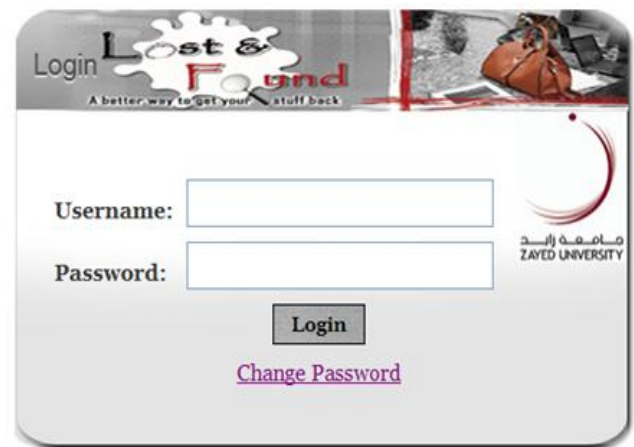 Login
Lost &
Found
A better way to get your stuff back
Username:
جامعة زايد
ZAYED UNIVERSITY
Password:
Login
Change Password